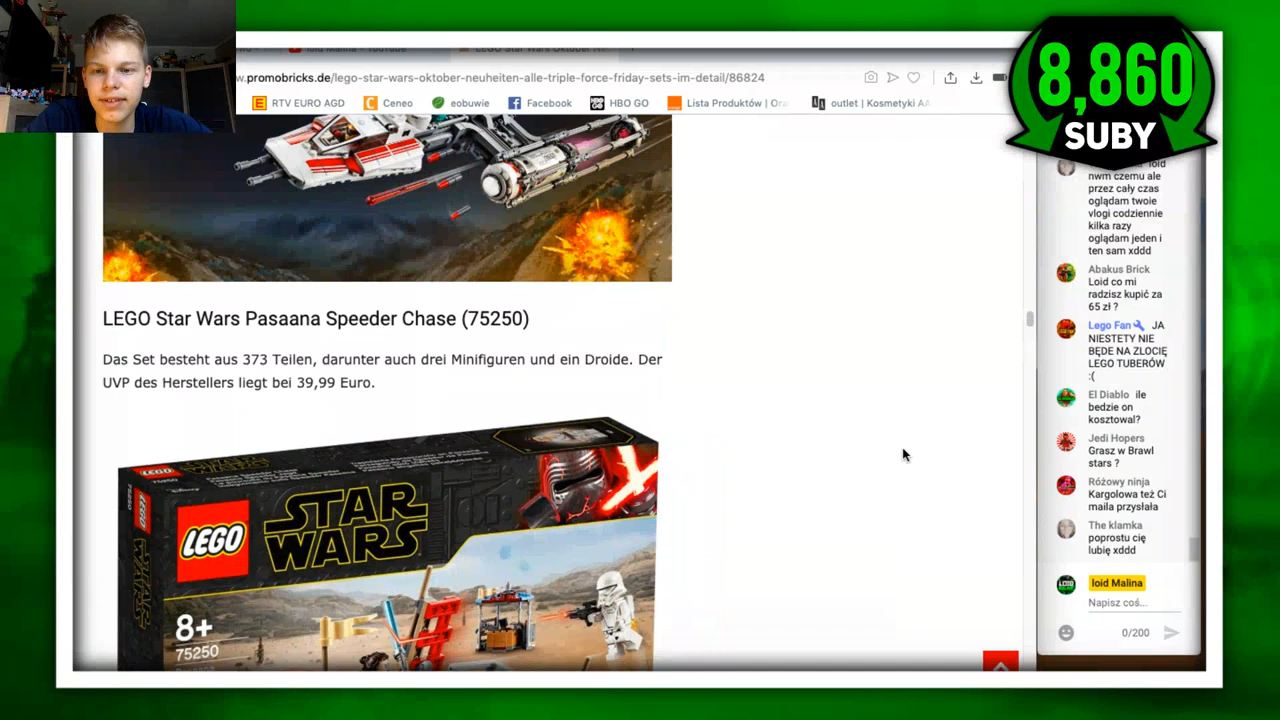 loid Malina - YouTube
LEGO Star Wars Oktober
w.promobricks.de/lego-star-wars-oktober-neuheiten-alle-triple-force-friday-sets-im-detail/86824
RTV EURO AGD
Ceneo
eobuwie
Facebook
HBO GO
Lista Produktów | Ora
outlet | Kosmetyki AA
LEGO Star Wars Pasaana Speeder Chase (75250)
Das Set besteht aus 373 Teilen, darunter auch drei Minifiguren und ein Droide. Der
UVP des Herstellers liegt bei 39,99 Euro.
LEGO
STAR
WARS
8+
75250
8,860
SUBY
loid
nwm czemu ale
przez cały czas
oglądam twoie
vlogi codziennie
kilka razy
oglądam jeden i
ten sam xddd
Abakus Brick
Loid co mi
radzisz kupić za
65 zł ?
Lego Fan JA
NIESTETY NIE
BĘDE NA ZLOCIĘ
LEGO TUBERÓW
:(
El Diablo ile
bedzie on
kosztował?
Jedi Hopers
Grasz w Brawl
stars ?
Różowy ninja
Kargolowa też Ci
maila przysłała
The klamka
poprostu cię
lubię xddd
loid Malina
Napisz coś...
0/200